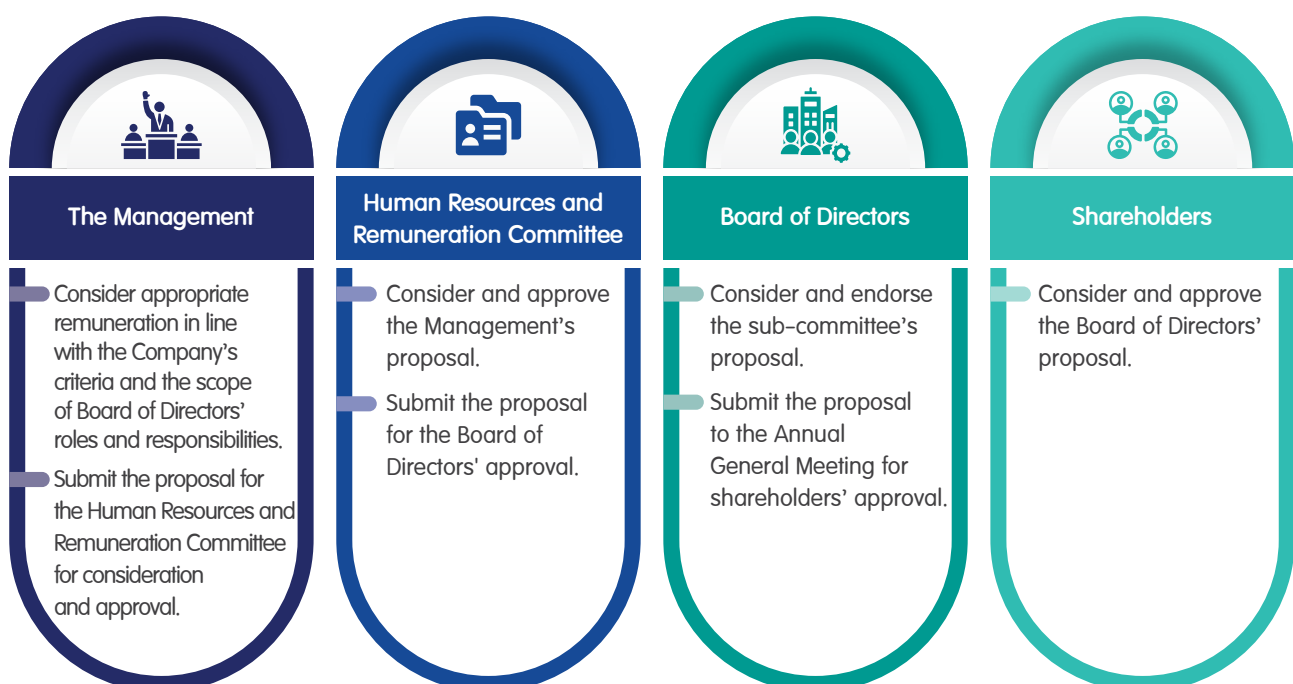 The Management
Consider appropriate
remuneration in line
with the Company's
criteria and the scope
of Board of Directors'
roles and responsibilities.
Submit the proposal for
the Human Resources and
Remuneration Committee
for consideration
and approval.
Human Resources and
Remuneration Committee
Consider and approve
the Management's
proposal.
Submit the proposal
for the Board of
Directors' approval.
Board of Directors
Consider and endorse
the sub-committee's
proposal.
Submit the proposal
to the Annual
General Meeting for
shareholders' approval.
Shareholders
Consider and approve
the Board of Directors'
proposal.